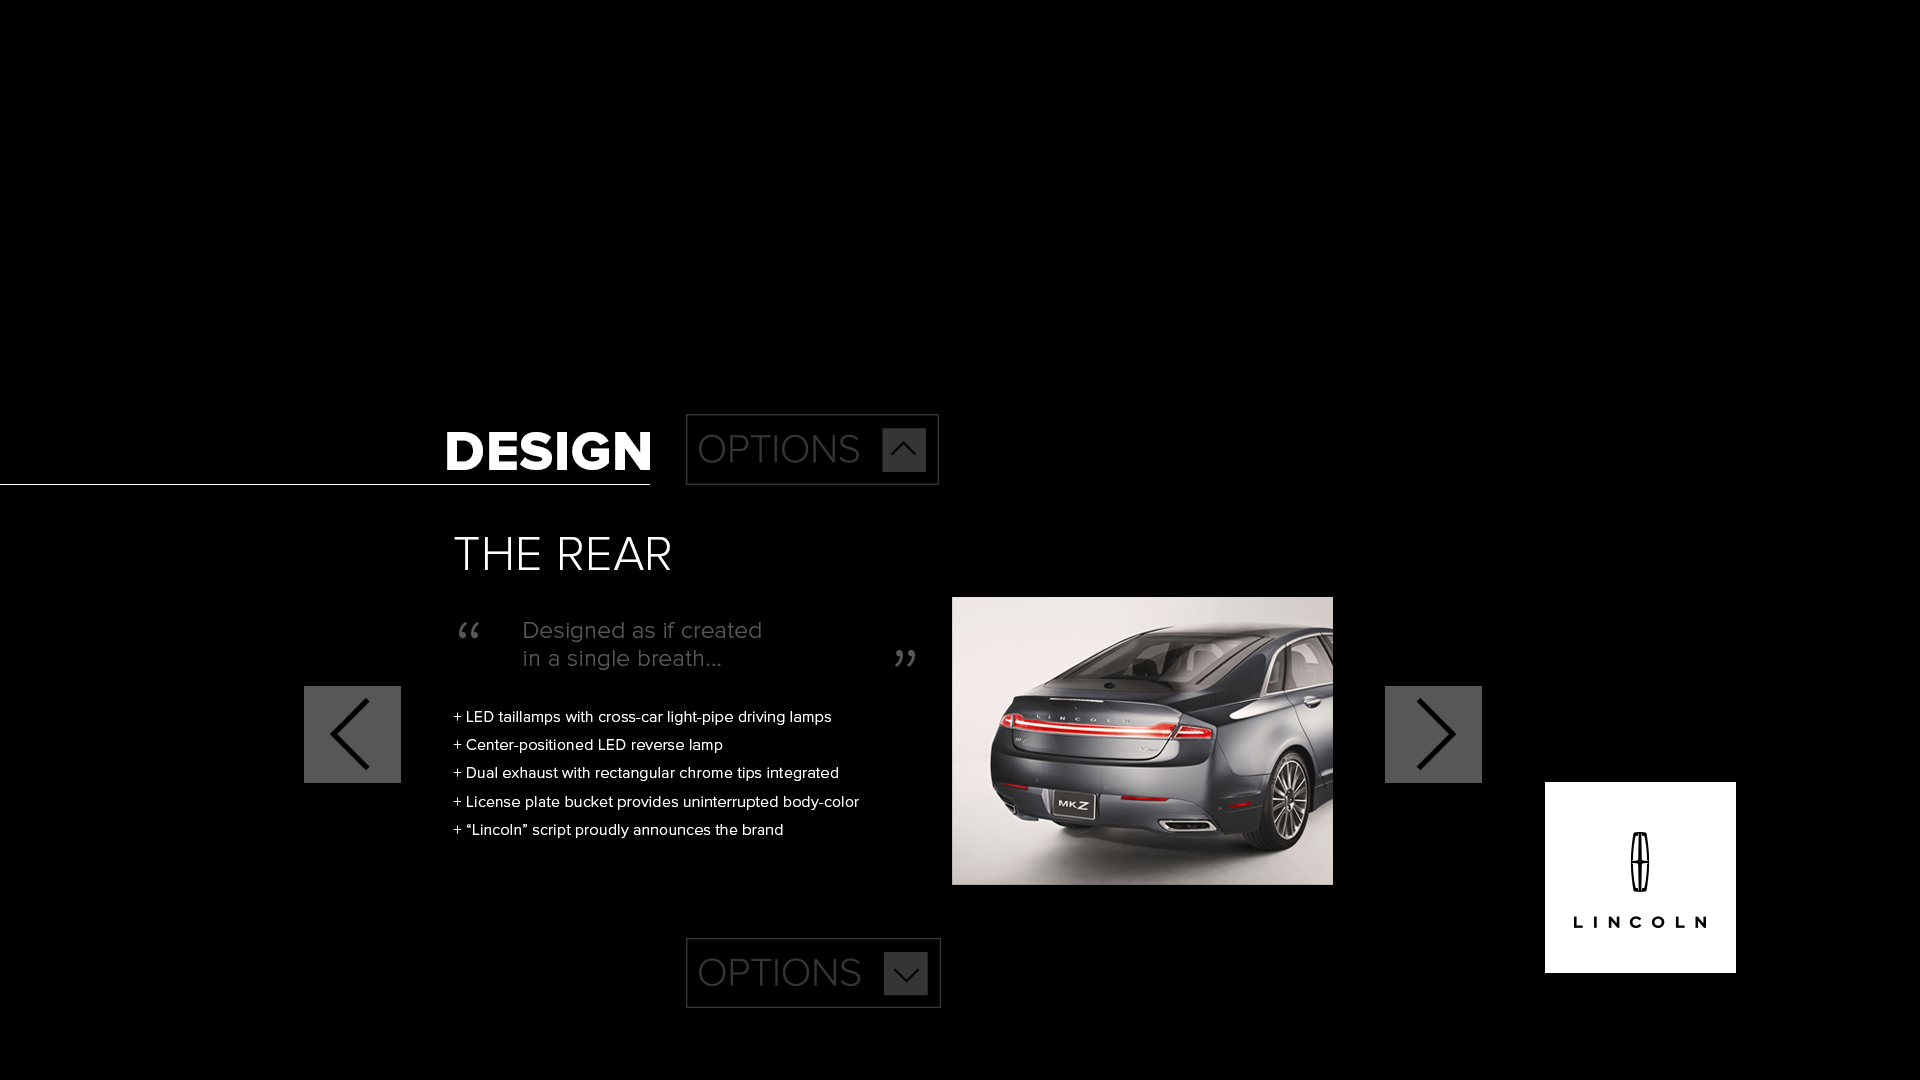 DESIGN
OPTIONS
THE REAR
“ Designed as if created
in a single breath... ”
+ LED taillamps with cross-car light-pipe driving lamps
+ Center-positioned LED reverse lamp
+ Dual exhaust with rectangular chrome tips integrated
+ License plate bucket provides uninterrupted body-color
+ “Lincoln” script proudly announces the brand
LINCOLN
MKZ
LINCOLN
OPTIONS